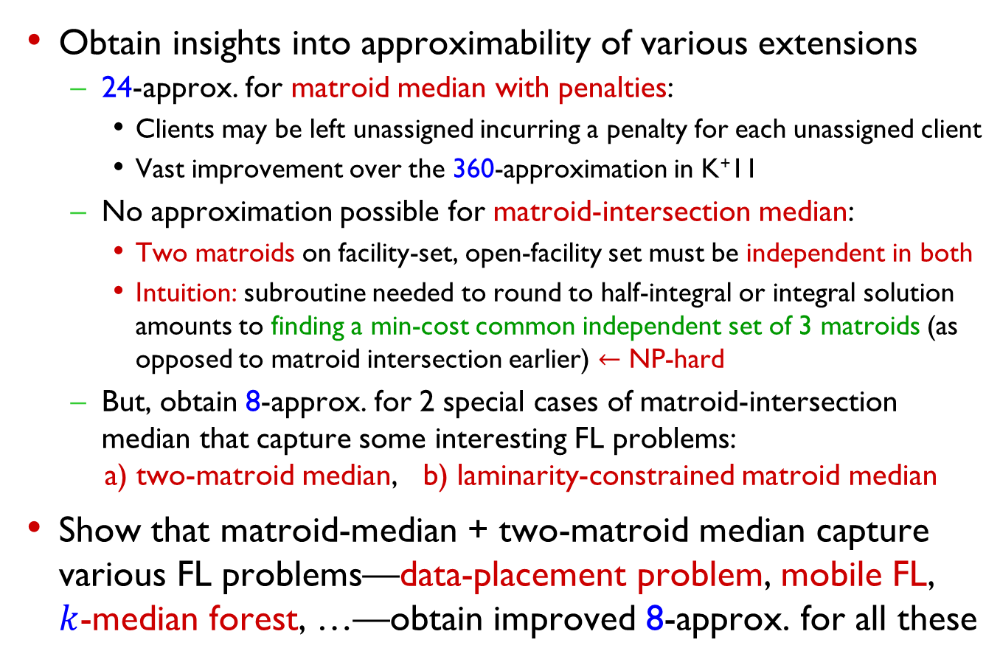 • Obtain insights into approximability of various extensions
– 24-approx. for matroid median with penalties:
• Clients may be left unassigned incurring a penalty for each unassigned client
• Vast improvement over the 360-approximation in K⁺11
– No approximation possible for matroid-intersection median:
• Two matroids on facility-set, open-facility set must be independent in both
• Intuition: subroutine needed to round to half-integral or integral solution
amounts to finding a min-cost common independent set of 3 matroids (as
opposed to matroid intersection earlier) ← NP-hard
– But, obtain 8-approx. for 2 special cases of matroid-intersection
median that capture some interesting FL problems:
a) two-matroid median, b) laminarity-constrained matroid median
• Show that matroid-median + two-matroid median capture
various FL problems—data-placement problem, mobile FL,
k-median forest, …—obtain improved 8-approx. for all these